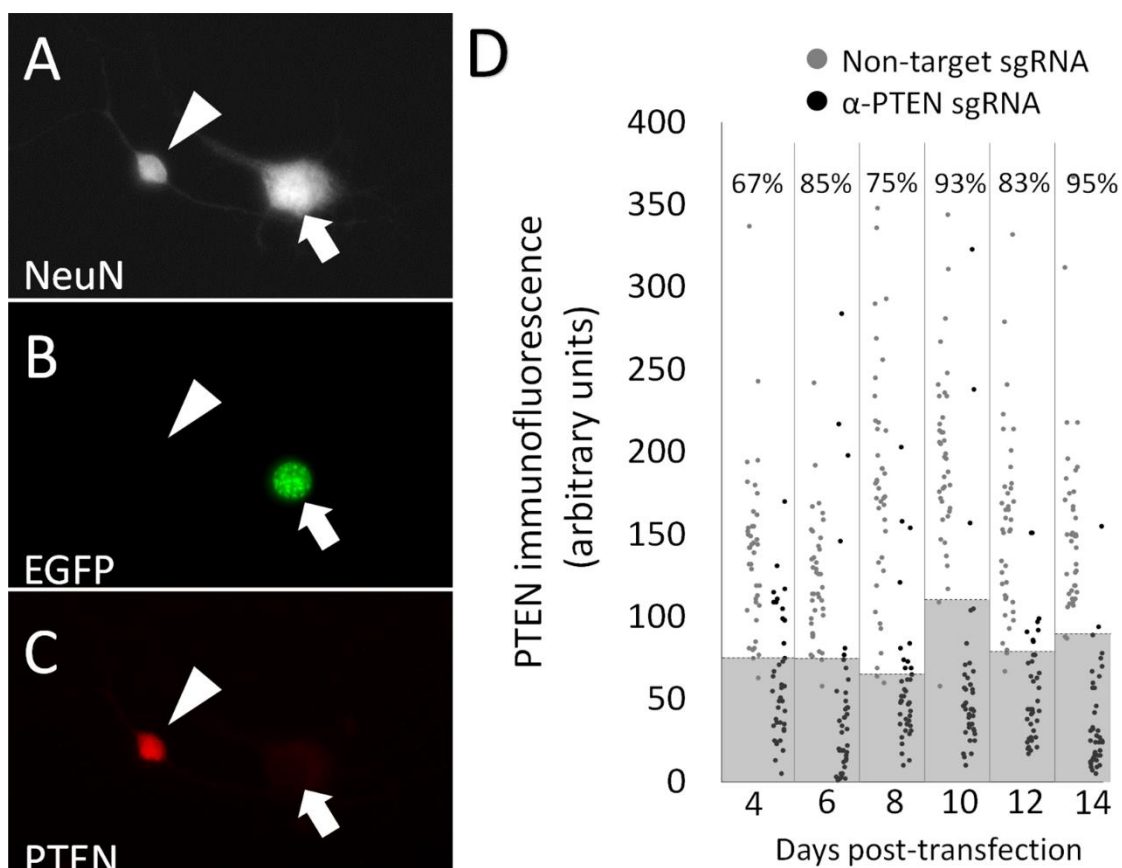 A
NeuN
B
EGFP
C
PTEN
D
Non-target sgRNA
α-PTEN sgRNA
PTEN immunofluorescence
(arbitrary units)
400
350
300
250
200
150
100
50
0
67% 85% 75% 93% 83% 95%
4 6 8 10 12 14
Days post-transfection